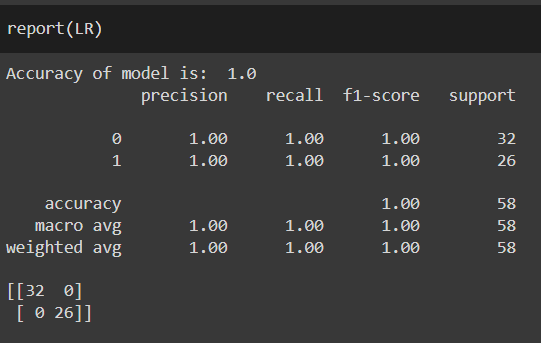 report(LR)
Accuracy of model is:  1.0
              precision    recall  f1-score   support
           0       1.00      1.00      1.00        32
           1       1.00      1.00      1.00        26
    accuracy                           1.00        58
   macro avg       1.00      1.00      1.00        58
weighted avg       1.00      1.00      1.00        58
[[32  0]
 [ 0 26]]